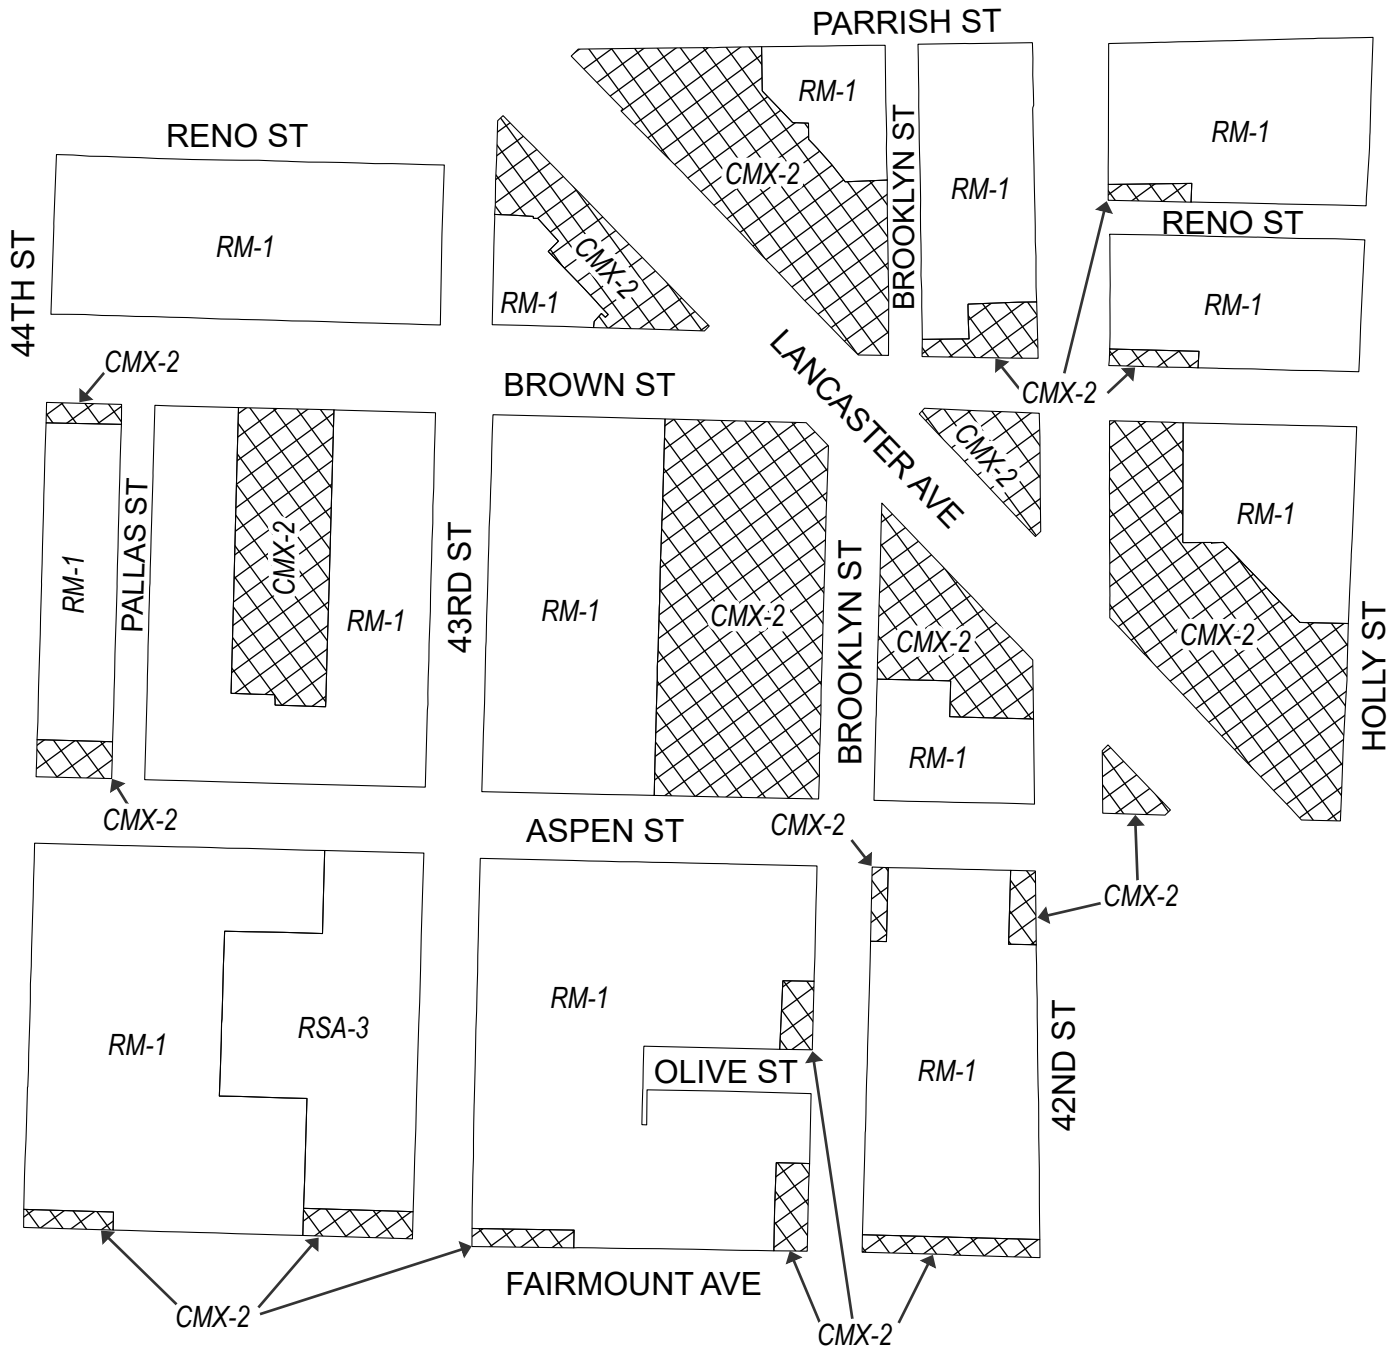 PARRISH ST
RM-1
BROOKLYN ST
RENO ST
RM-1
CMX-2
RM-1
RENO ST
44TH ST
RM-1
CMX-2
RM-1
RM-1
LANCASTER AVE
CMX-2
BROWN ST
CMX-2
CMX-2
PALLAS ST
CMX-2
43RD ST
RM-1
RM-1
RM-1
CMX-2
BROOKLYN ST
CMX-2
RM-1
CMX-2
HOLLY ST
RM-1
CMX-2
ASPEN ST
CMX-2
RM-1
CMX-2
RM-1
RSA-3
RM-1
OLIVE ST
RM-1
42ND ST
FAIRMOUNT AVE
CMX-2
CMX-2